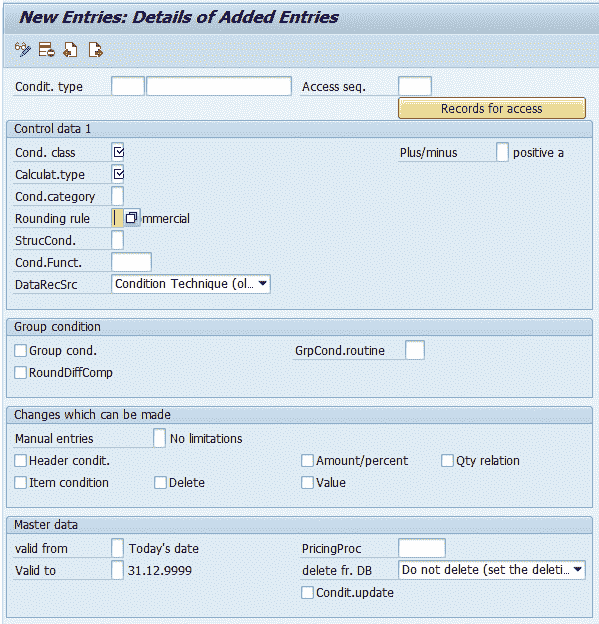 New Entries: Details of Added Entries
Condit. type Access seq.
Records for access
Control data 1
Cond. class Plus/minus positive a
Calculat.type
Cond.category
Rounding rule mmercial
StrucCond.
Cond.Funct.
DataRecSrc Condition Technique (ol...
Group condition
Group cond. GrpCond.routine
RoundDiffComp
Changes which can be made
Manual entries No limitations
Header condit. Amount/percent Qty relation
Item condition Delete Value
Master data
valid from Today's date PricingProc
Valid to 31.12.9999 delete fr. DB Do not delete (set the deleti...
Condit.update